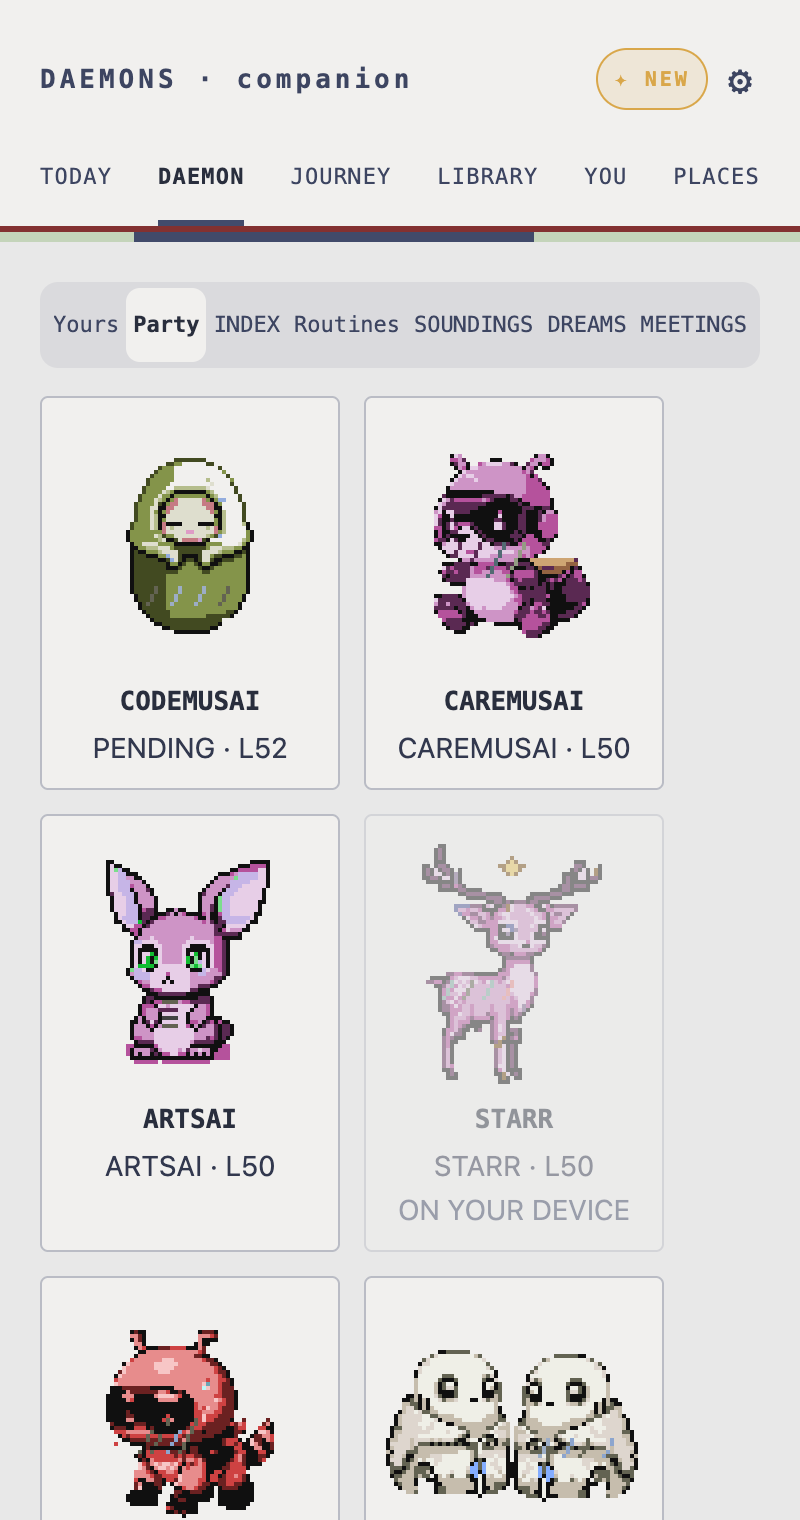 DAEMONS · companion
✦ NEW
TODAY DAEMON JOURNEY LIBRARY YOU PLACES
Yours Party INDEX Routines SOUNDINGS DREAMS MEETINGS
CODEMUSAI
PENDING · L52
CAREMUSAI
CAREMUSAI · L50
ARTSAI
ARTSAI · L50
STARR
STARR · L50
ON YOUR DEVICE